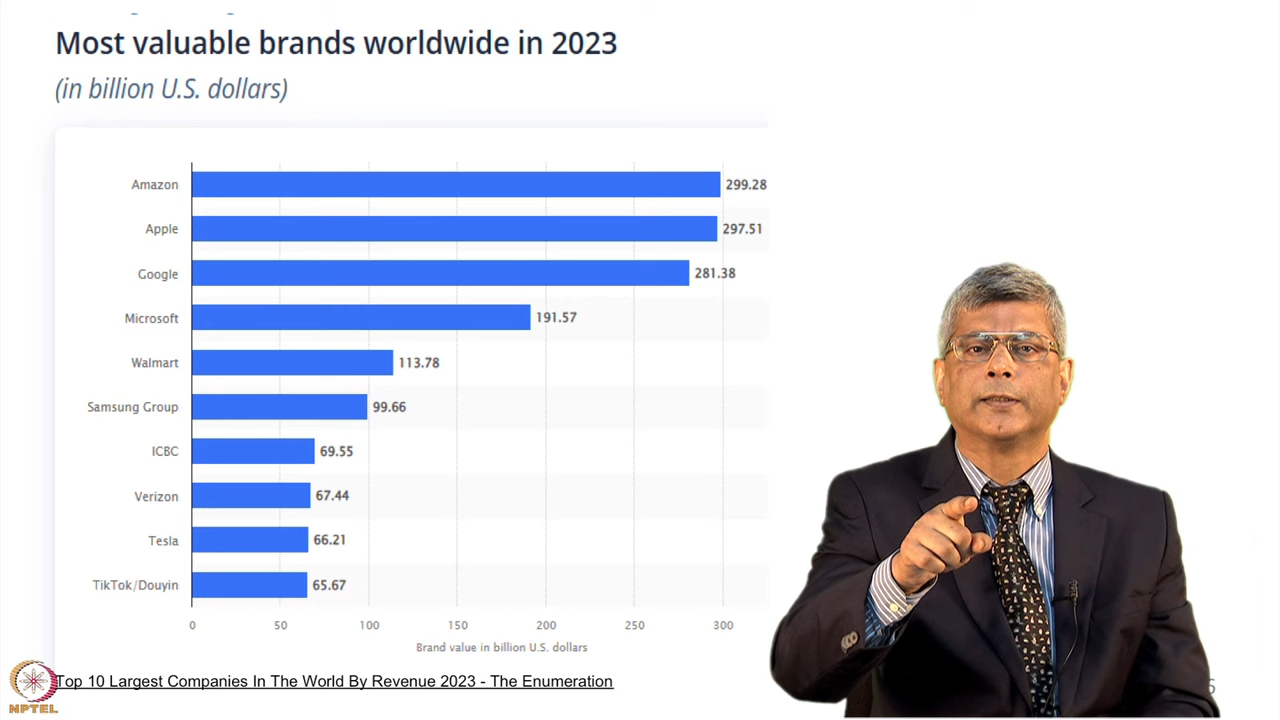 Most valuable brands worldwide in 2023
(in billion U.S. dollars)
Amazon 299.28
Apple 297.51
Google 281.38
Microsoft 191.57
Walmart 113.78
Samsung Group 99.66
ICBC 69.55
Verizon 67.44
Tesla 66.21
TikTok/Douyin 65.67
0 50 100 150 200 250 300
Brand value in billion U.S. dollars
Top 10 Largest Companies In The World By Revenue 2023 - The Enumeration
NPTEL